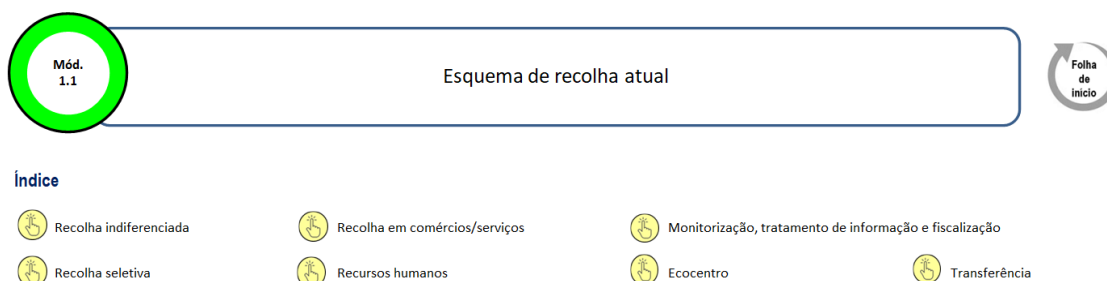 Mód.
1.1
Esquema de recolha atual
Folha
de
inicio
Índice
Recolha indiferenciada
Recolha em comércios/serviços
Monitorização, tratamento de informação e fiscalização
Recolha seletiva
Recursos humanos
Ecocentro
Transferência